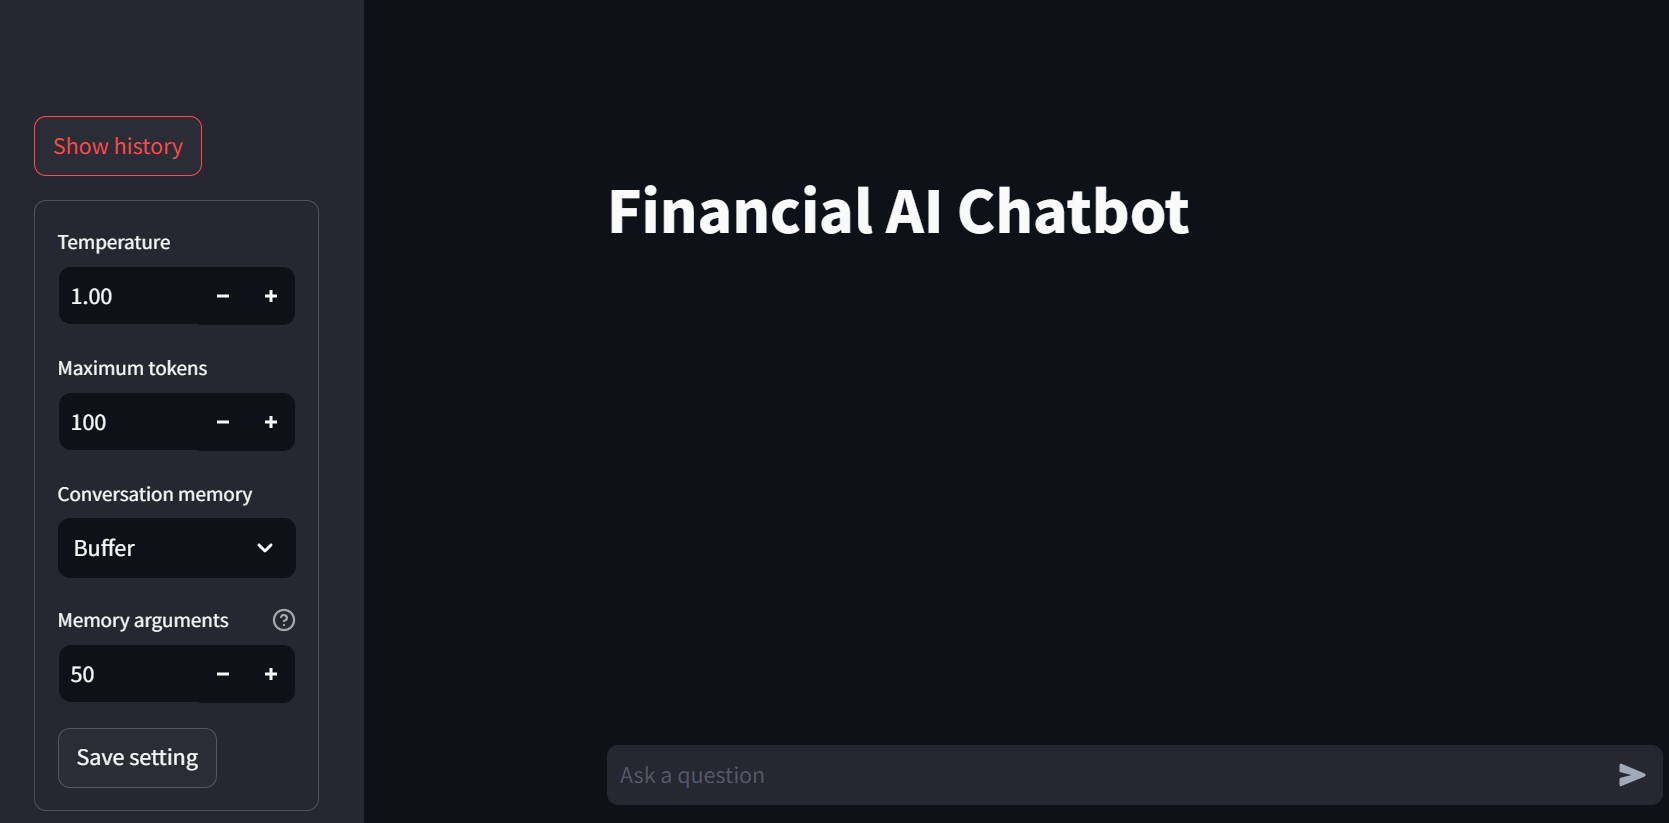 Show history
Temperature
1.00
Maximum tokens
100
Conversation memory
Buffer
Memory arguments
50
Save setting
Financial AI Chatbot
Ask a question